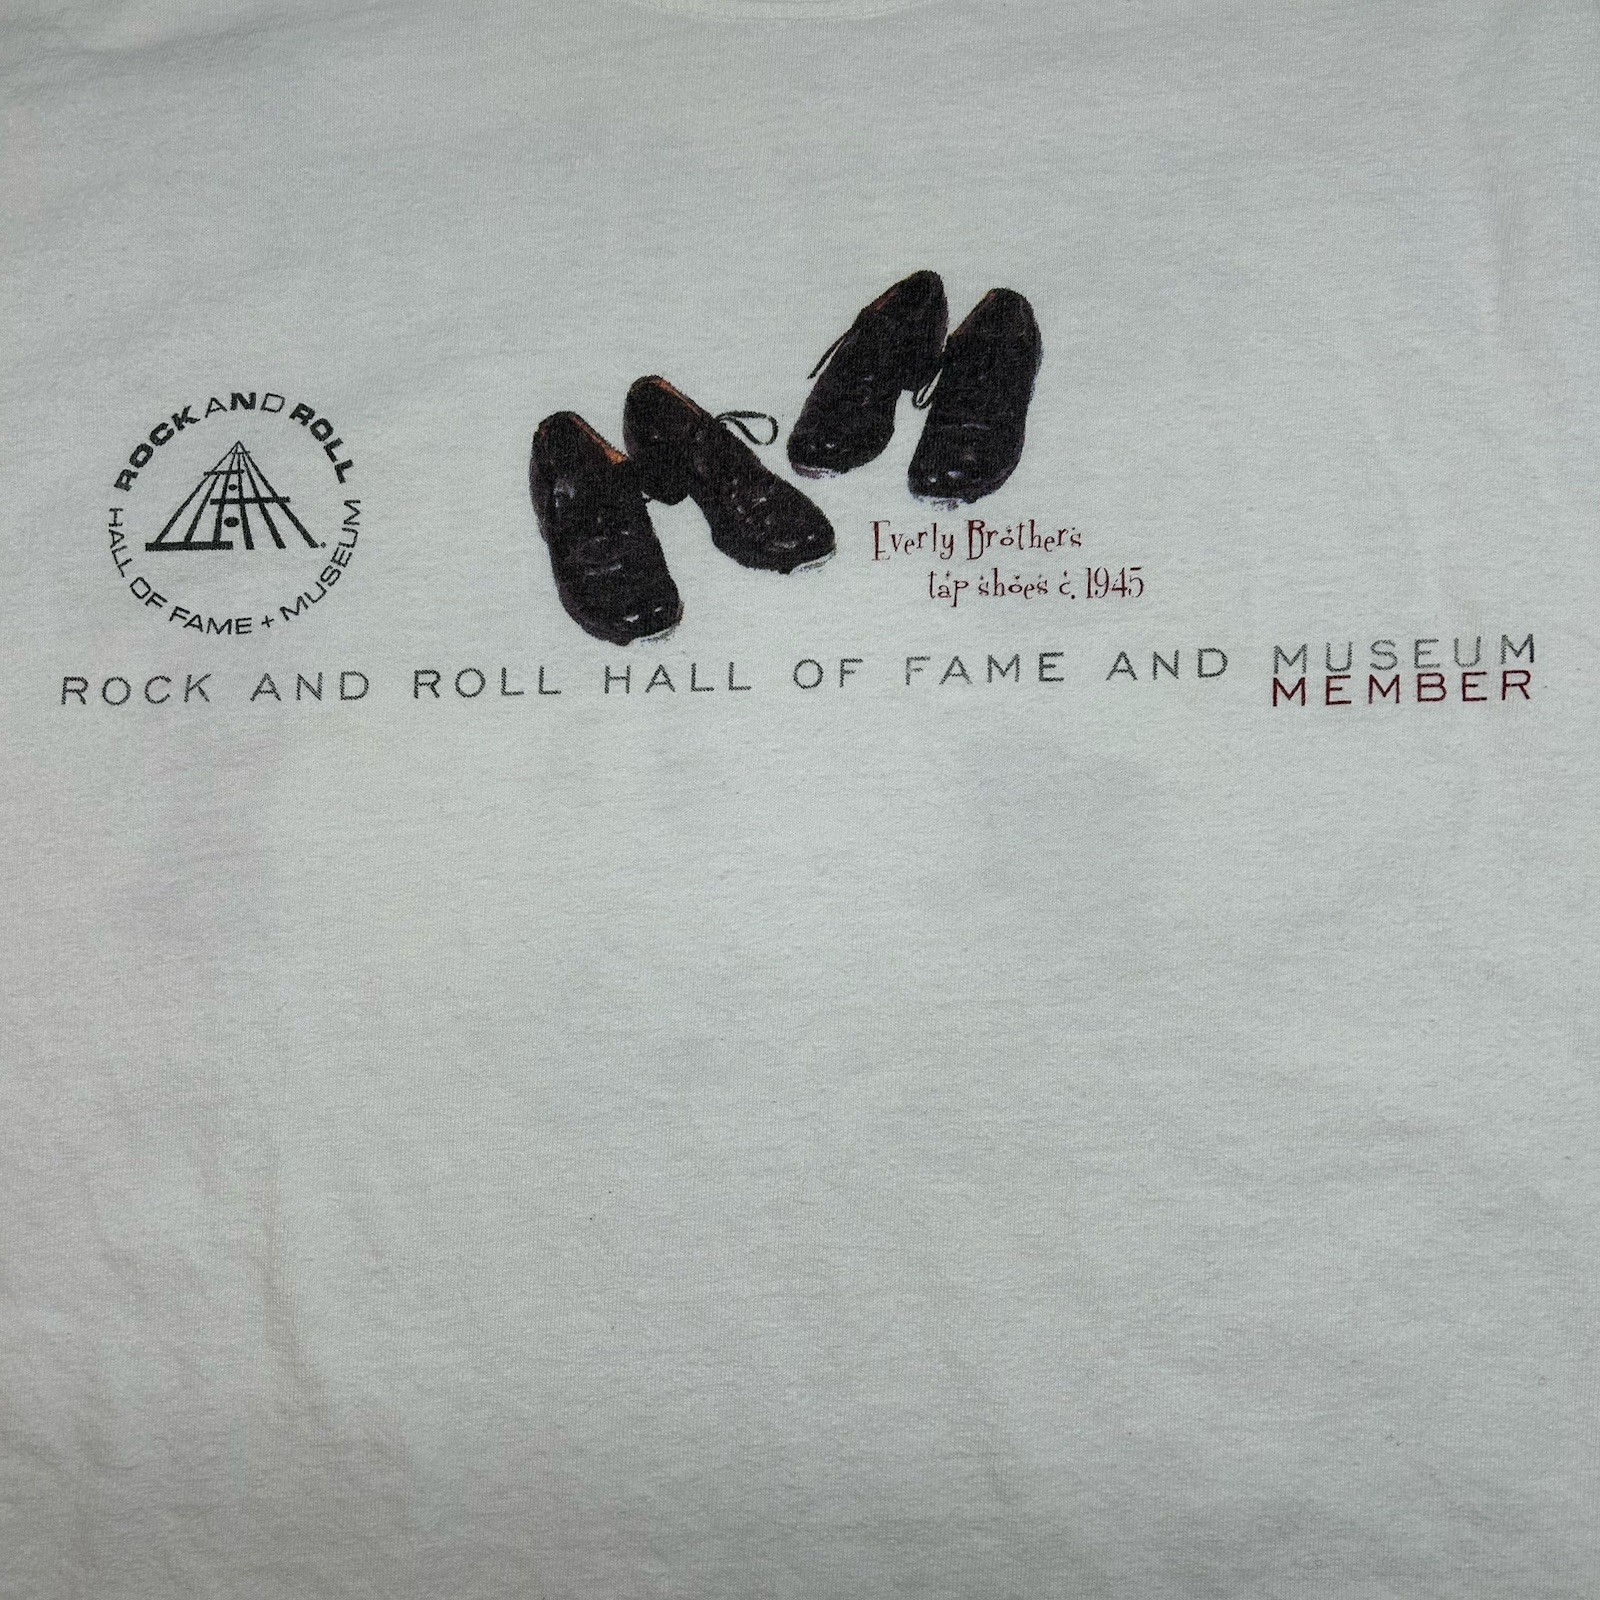 ROCK AND ROLL
HALL OF FAME + MUSEUM
Everly Brothers
tap shoes c. 1945
ROCK AND ROLL HALL OF FAME AND MUSEUM
MEMBER